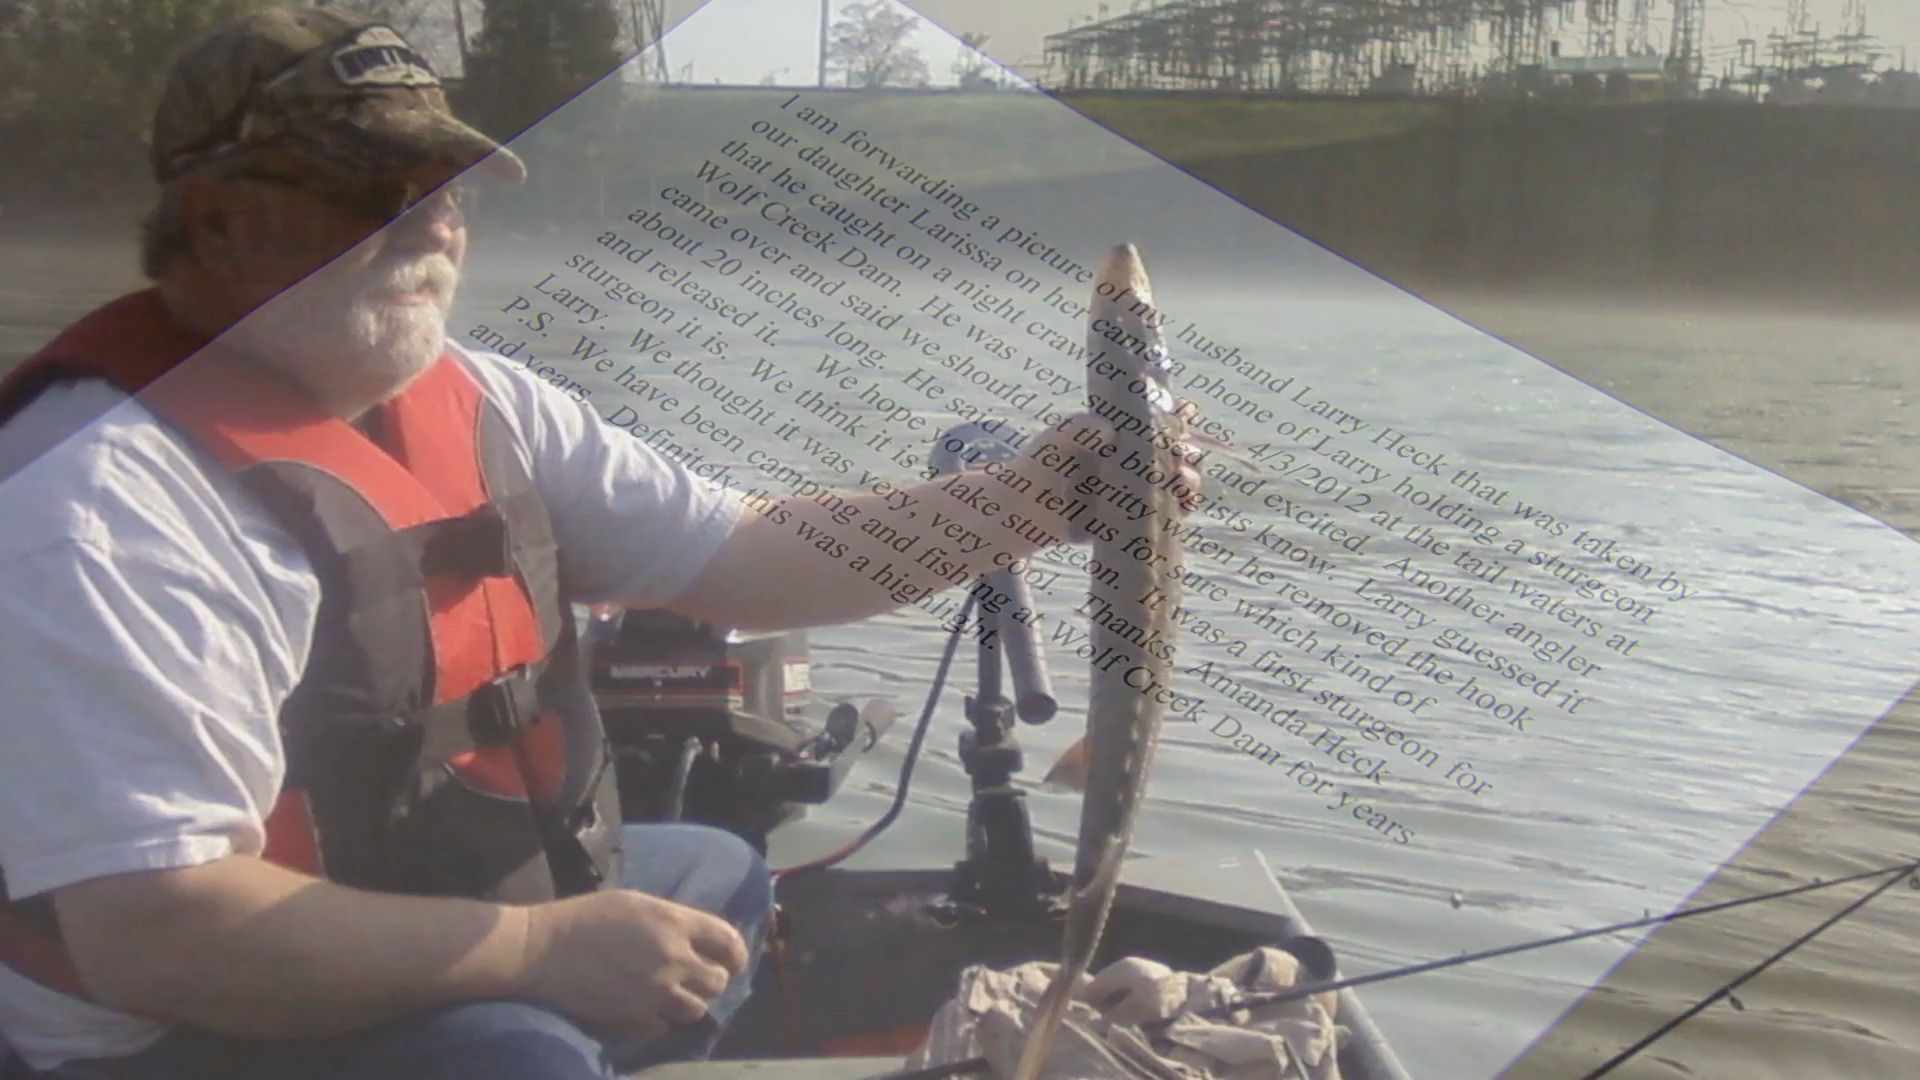 I am forwarding a picture of my husband Larry Heck that was taken by
our daughter Larissa on her camera phone of Larry holding a sturgeon
that he caught on a night crawler on Tues. 4/3/2012 at the tail waters at
Wolf Creek Dam. He was very surprised and excited. Another angler
came over and said we should let the biologists know. Larry guessed it
about 20 inches long. He said it felt gritty when he removed the hook
and released it. We hope you can tell us for sure which kind of
sturgeon it is. We think it is a lake sturgeon. It was a first sturgeon for
Larry. We thought it was very, very cool. Thanks, Amanda Heck
P.S. We have been camping and fishing at Wolf Creek Dam for years
and years. Definitely this was a highlight.
MERCURY